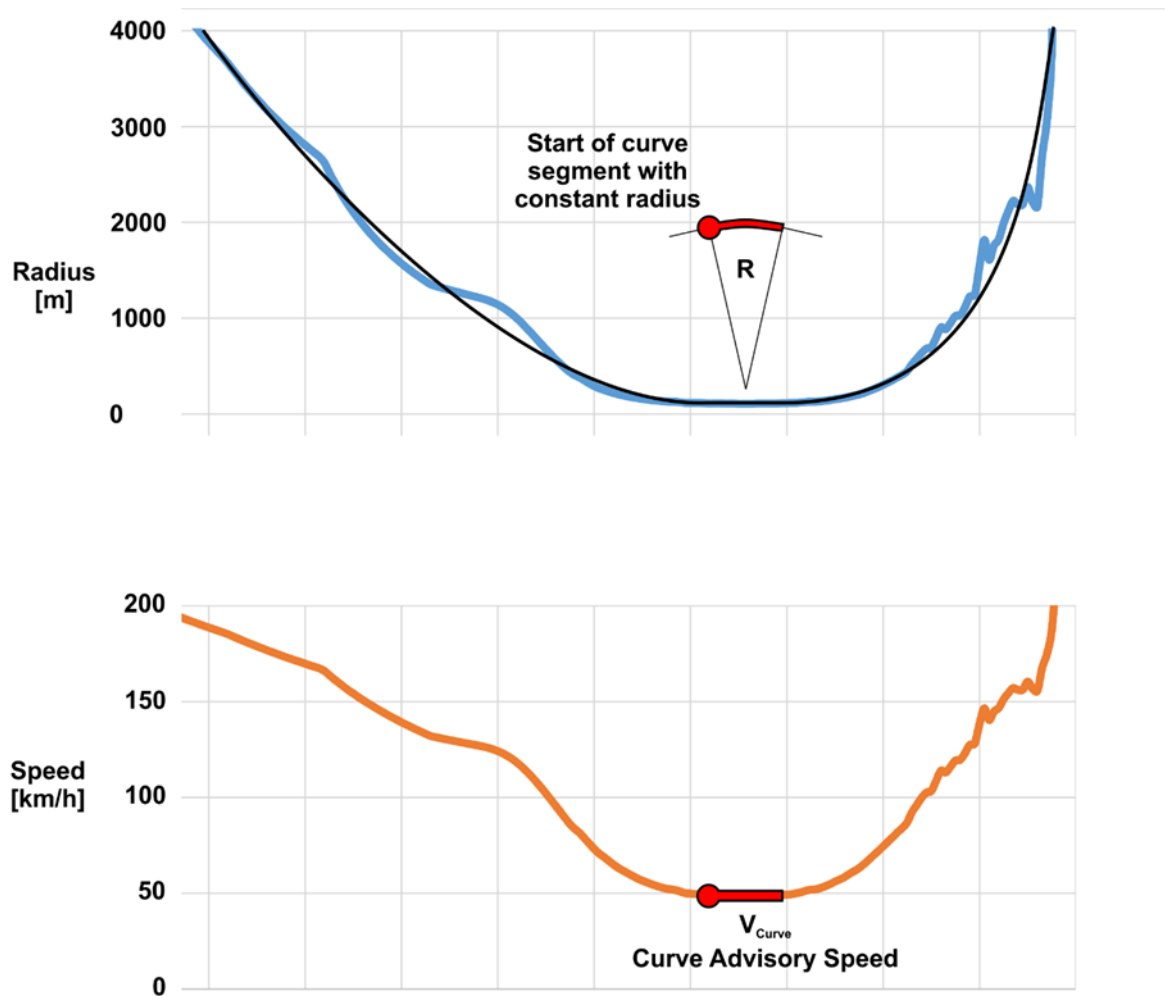 4000
3000
2000
1000
0
Radius
[m]
Start of curve
segment with
constant radius
R
200
150
100
50
0
Speed
[km/h]
VCurve
Curve Advisory Speed